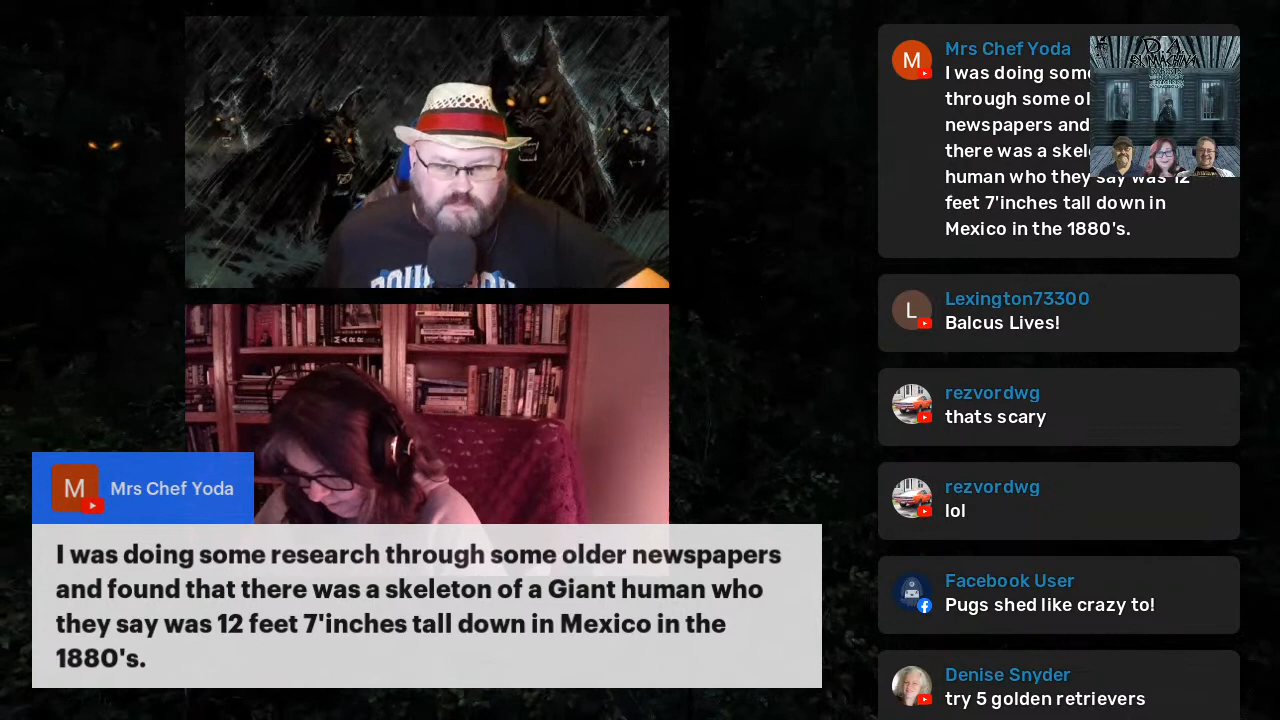 Mrs Chef Yoda
I was doing some research through some older newspapers
and found that there was a skeleton of a Giant human who
they say was 12 feet 7'inches tall down in Mexico in the
1880's.
M
M
Mrs Chef Yoda
I was doing some
through some ol
newspapers and
there was a skel
human who they say was 12
feet 7'inches tall down in
Mexico in the 1880's.
L
Lexington73300
Balcus Lives!
rezvordwg
thats scary
rezvordwg
lol
Facebook User
Pugs shed like crazy to!
Denise Snyder
try 5 golden retrievers